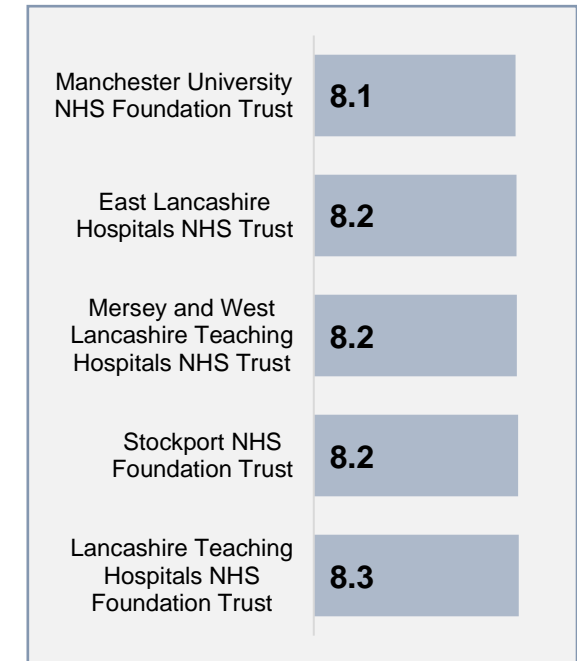 Manchester University
NHS Foundation Trust
8.1
East Lancashire
Hospitals NHS Trust
8.2
Mersey and West
Lancashire Teaching
Hospitals NHS Trust
8.2
Stockport NHS
Foundation Trust
8.2
Lancashire Teaching
Hospitals NHS
Foundation Trust
8.3